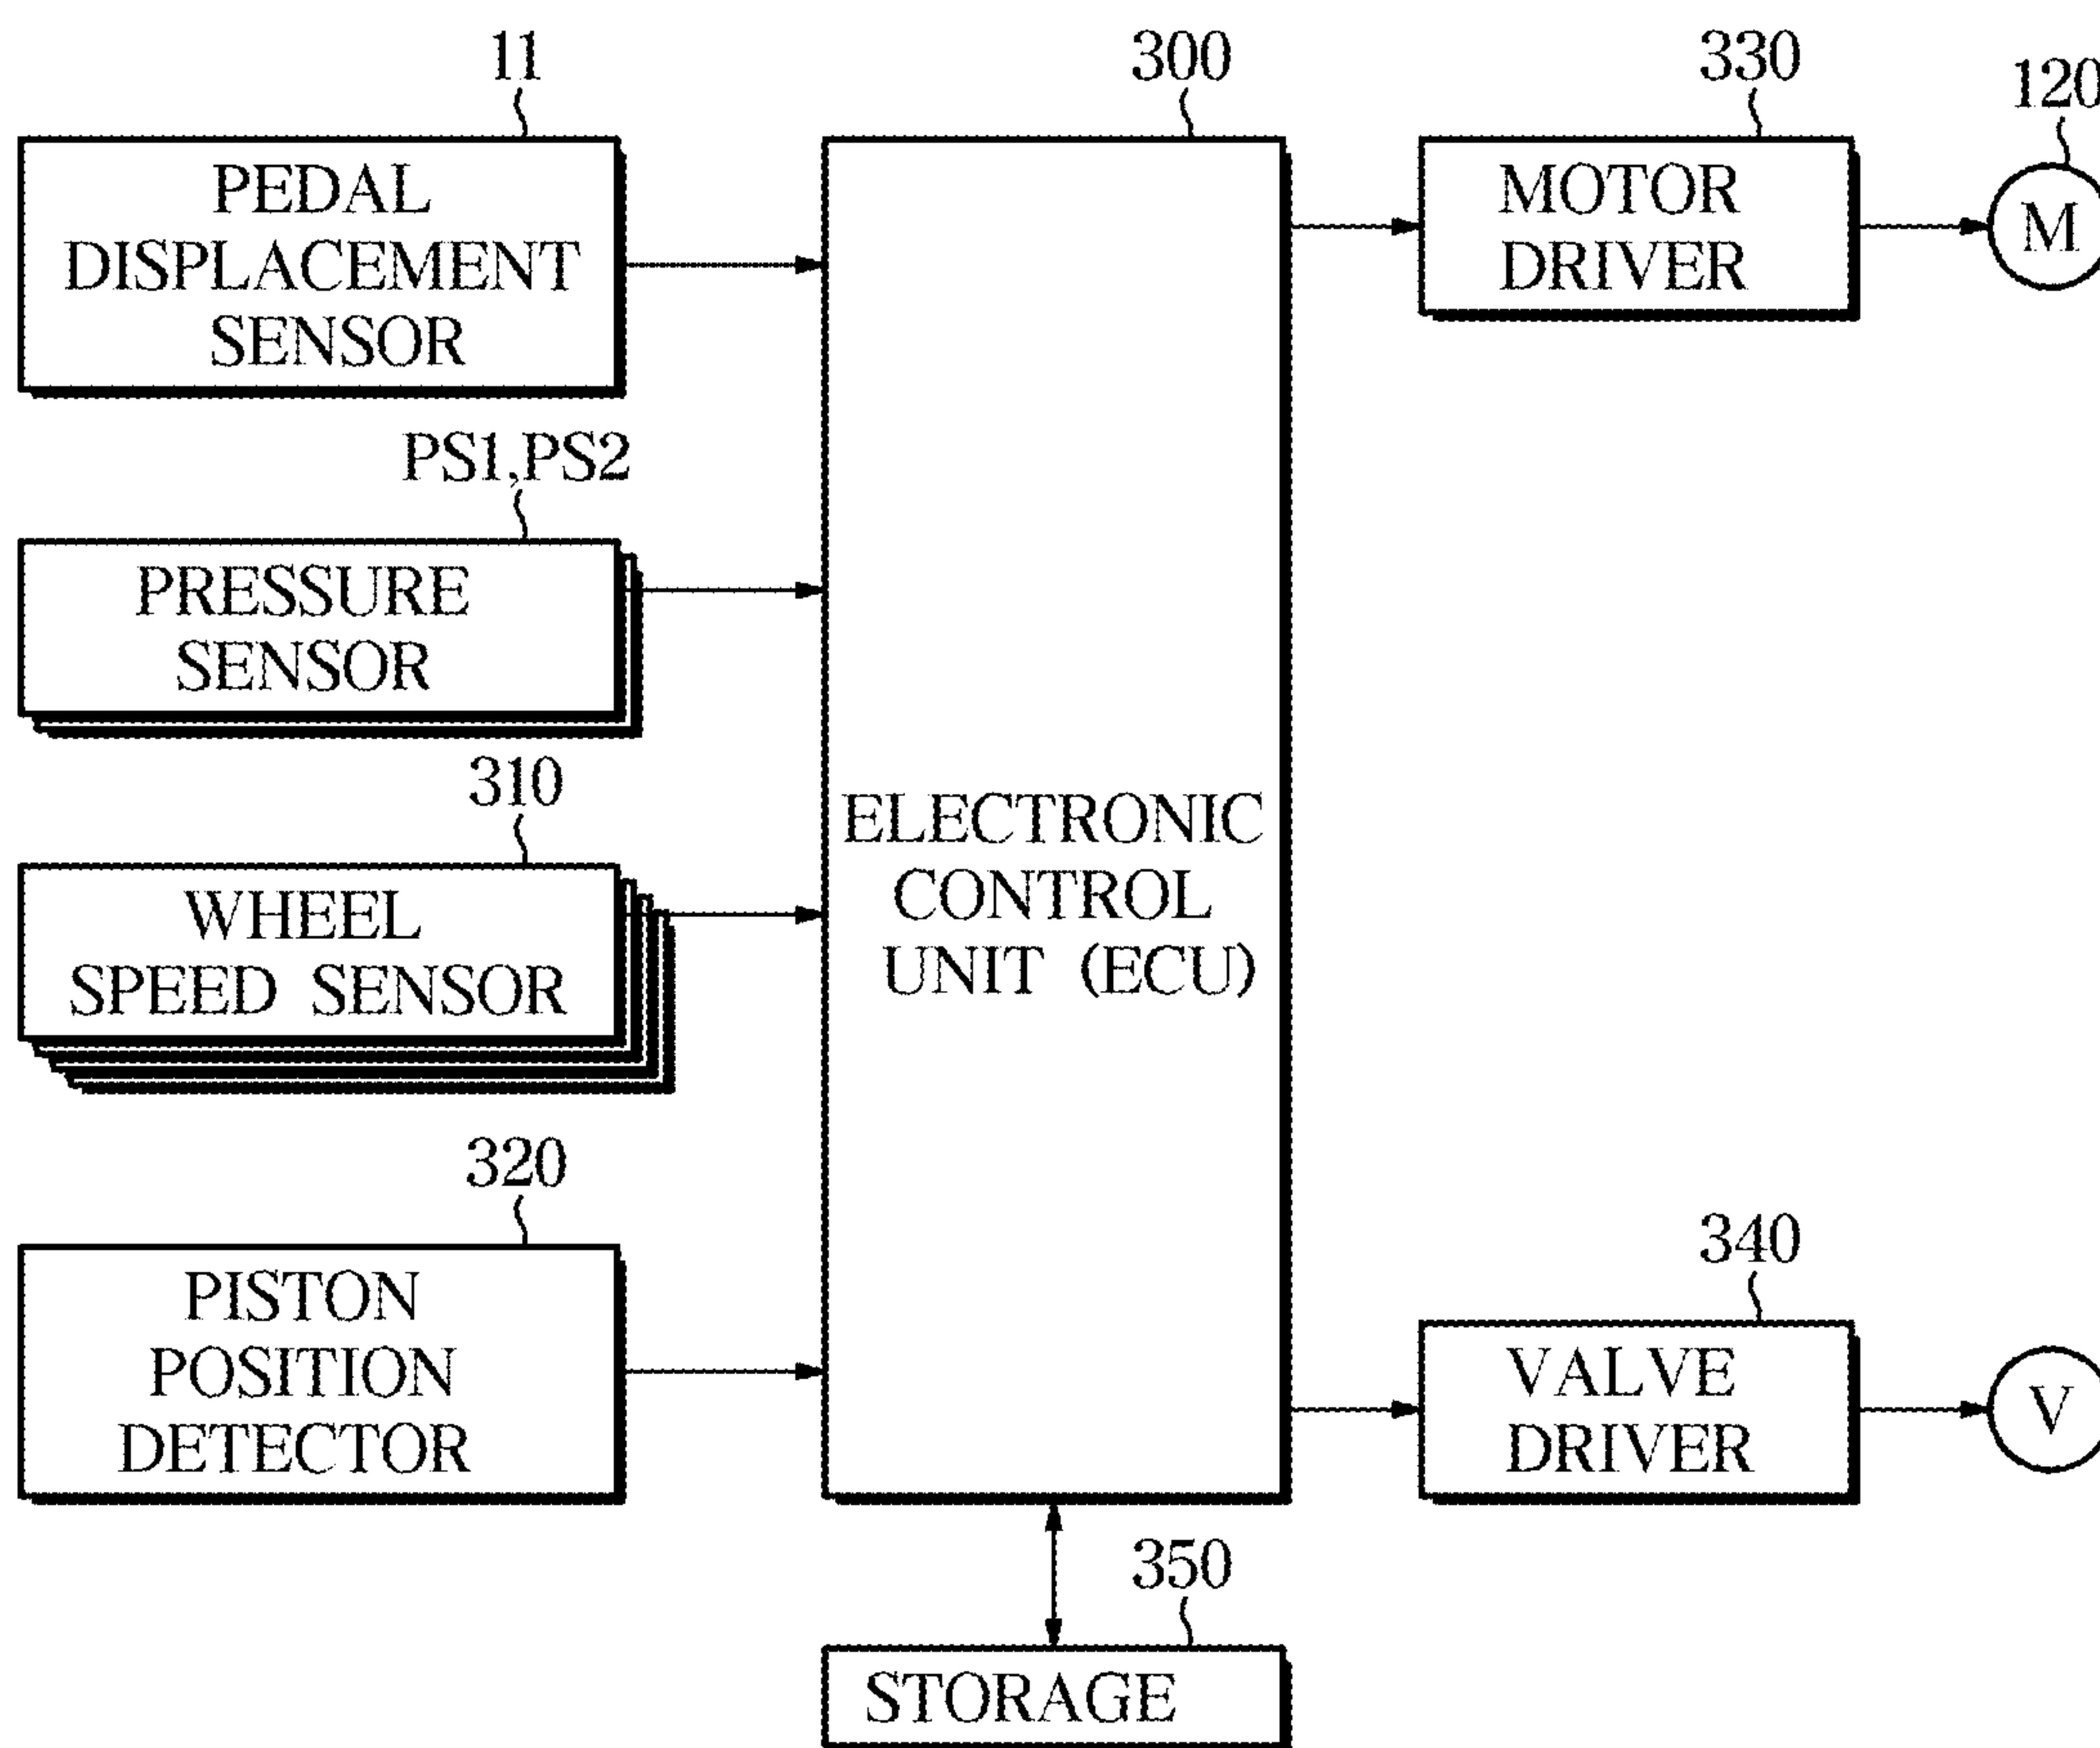 11
PEDAL
DISPLACEMENT
SENSOR
PS1,PS2
PRESSURE
SENSOR
310
WHEEL
SPEED SENSOR
320
PISTON
POSITION
DETECTOR
300
ELECTRONIC
CONTROL
UNIT (ECU)
350
STORAGE
330
MOTOR
DRIVER
120
M
340
VALVE
DRIVER
V